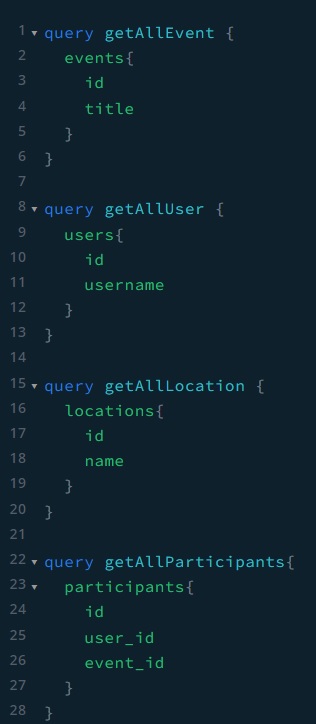 1 query getAllEvent {
2 events{
3 id
4 title
5 }
6 }
7
8 query getAllUser {
9 users{
10 id
11 username
12 }
13 }
14
15 query getAllLocation {
16 locations{
17 id
18 name
19 }
20 }
21
22 query getAllParticipants{
23 participants{
24 id
25 user_id
26 event_id
27 }
28 }